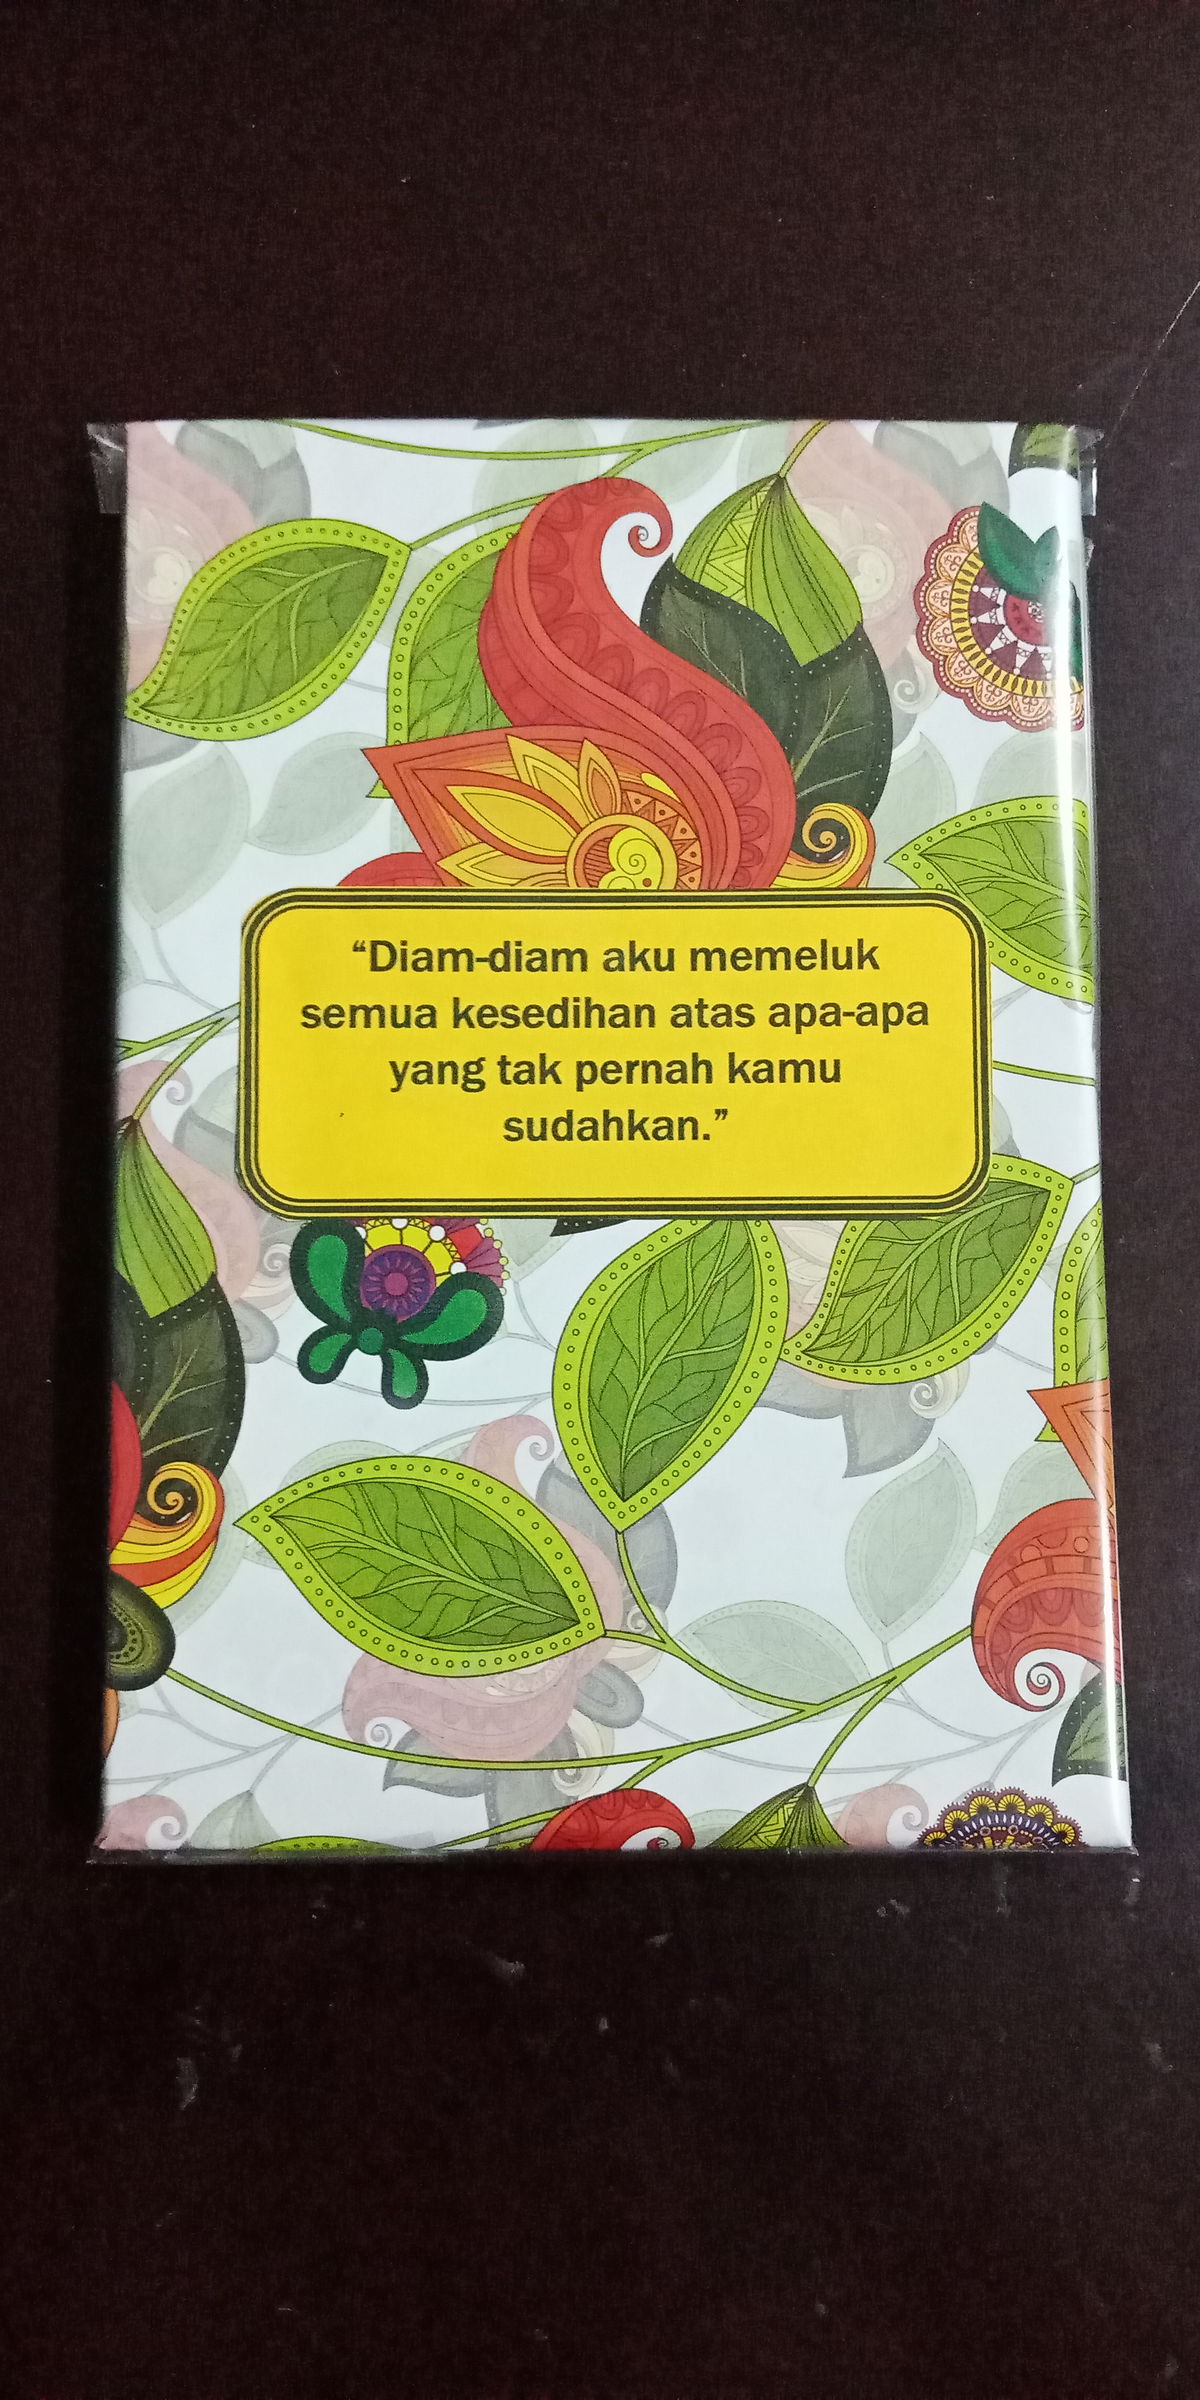 “Diam-diam aku memeluk
semua kesedihan atas apa-apa
yang tak pernah kamu
sudahkan.”